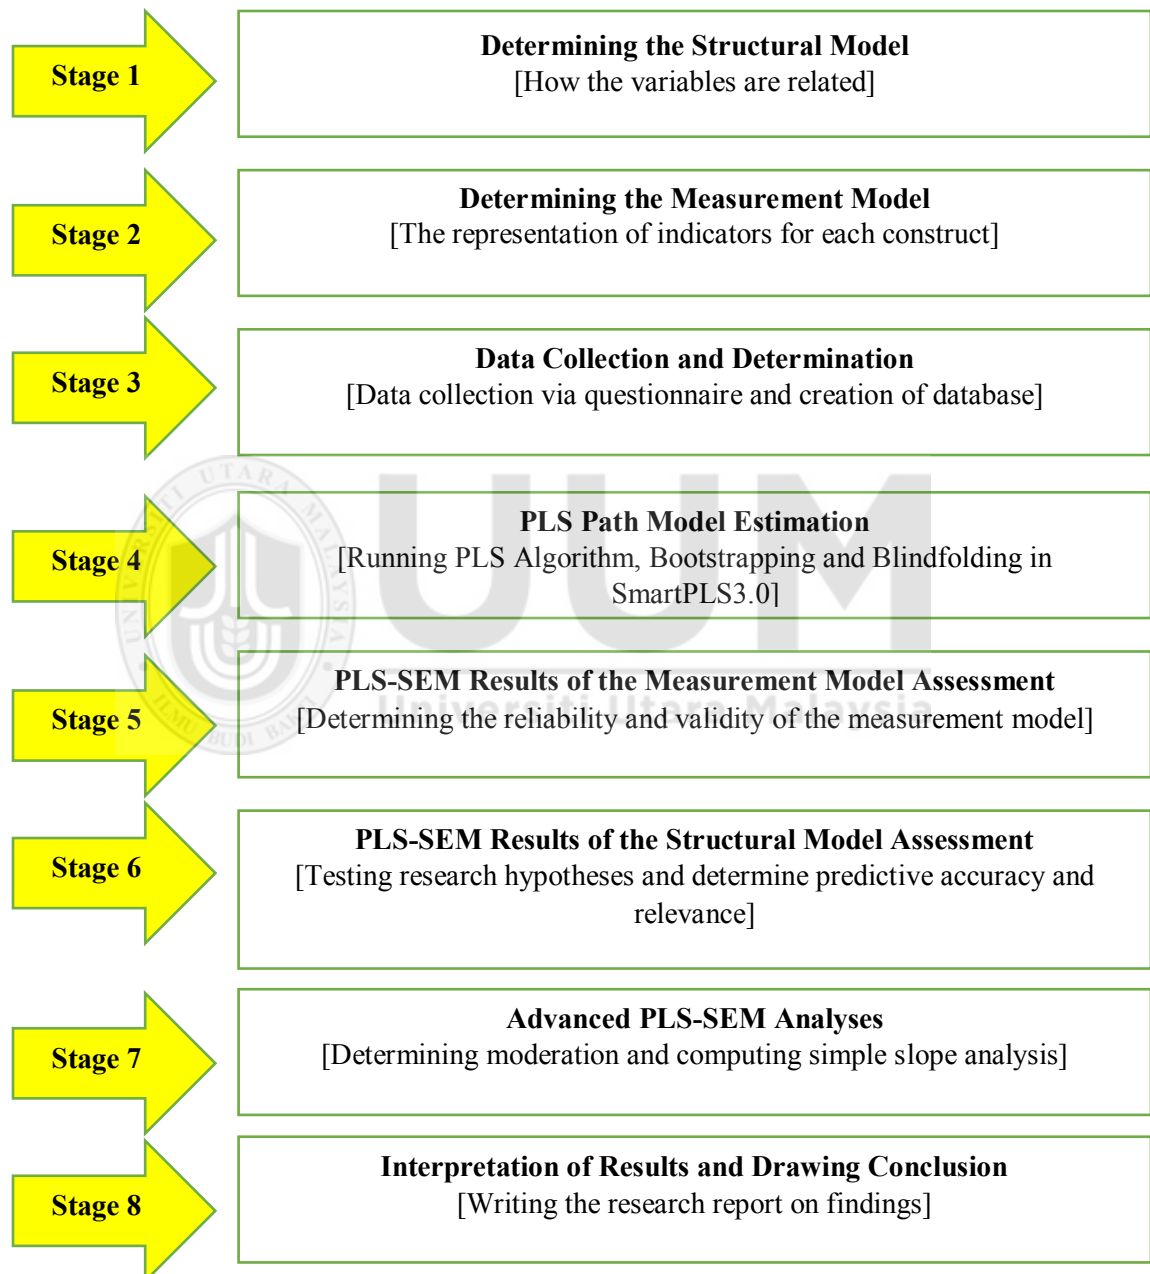 Stage 1
Determining the Structural Model
[How the variables are related]
Stage 2
Determining the Measurement Model
[The representation of indicators for each construct]
Stage 3
Data Collection and Determination
[Data collection via questionnaire and creation of database]
UNIVERSITI UTARA MALAYSIA
UUM
Stage 4
PLS Path Model Estimation
[Running PLS Algorithm, Bootstrapping and Blindfolding in
SmartPLS3.0]
Stage 5
PLS-SEM Results of the Measurement Model Assessment
Universiti Utara Malaysia
[Determining the reliability and validity of the measurement model]
ILMU BUDI BAKTI
Stage 6
PLS-SEM Results of the Structural Model Assessment
[Testing research hypotheses and determine predictive accuracy and
relevance]
Stage 7
Advanced PLS-SEM Analyses
[Determining moderation and computing simple slope analysis]
Stage 8
Interpretation of Results and Drawing Conclusion
[Writing the research report on findings]